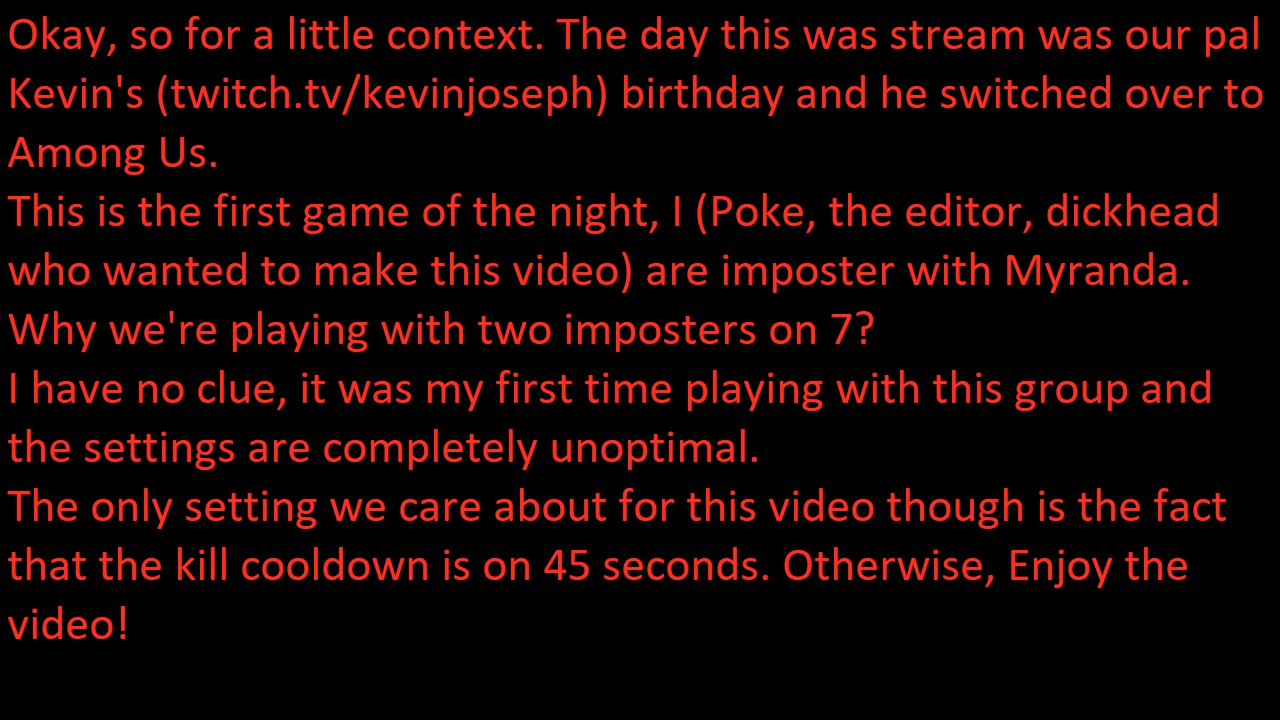 Okay, so for a little context. The day this was stream was our pal
Kevin's (twitch.tv/kevinjoseph) birthday and he switched over to
Among Us.
This is the first game of the night, I (Poke, the editor, dickhead
who wanted to make this video) are imposter with Myranda.
Why we're playing with two imposters on 7?
I have no clue, it was my first time playing with this group and
the settings are completely unoptimal.
The only setting we care about for this video though is the fact
that the kill cooldown is on 45 seconds. Otherwise, Enjoy the
video!